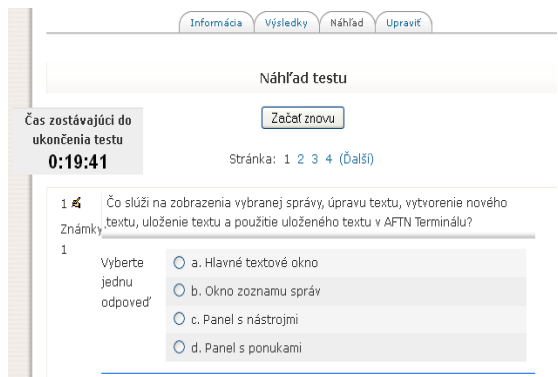 Informácia Výsledky Náhľad Upraviť
Náhľad testu
Začať znovu
Čas zostávajúci do
ukončenia testu
0:19:41
Stránka: 1 2 3 4 (Ďalší)
1
Čo slúži na zobrazenia vybranej správy, úpravu textu, vytvorenie nového
textu, uloženie textu a použitie uloženého textu v AFTN Terminálu?
Známky:
1
Vyberte
jednu
odpoveď
a. Hlavné textové okno
b. Okno zoznamu správ
c. Panel s nástrojmi
d. Panel s ponukami